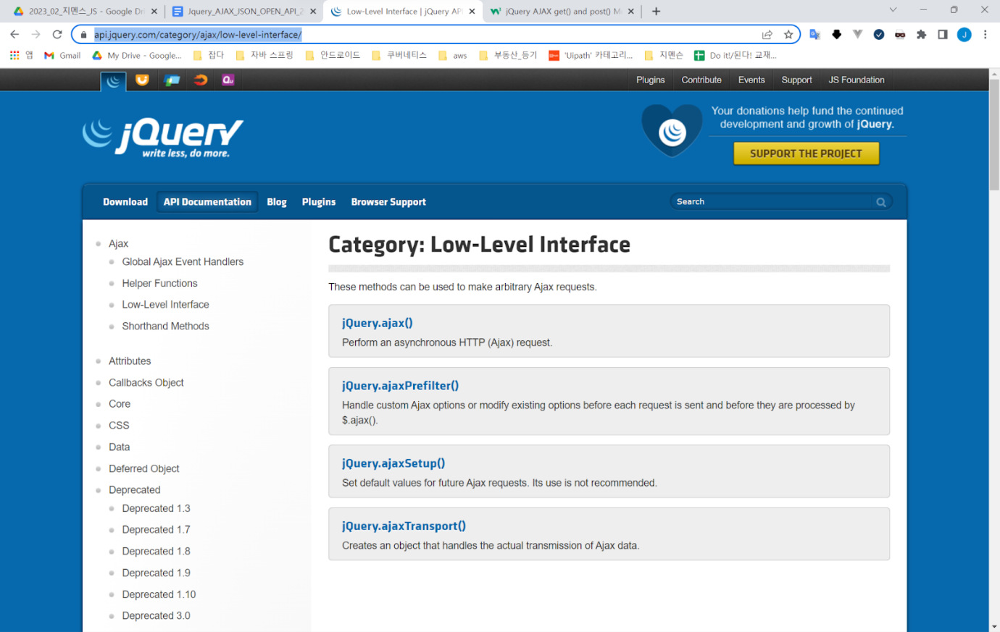 2023_02_지멘스_JS - Google Dri
Jquery_AJAX_JSON_OPEN_API_2
Low-Level Interface | jQuery API
jQuery AJAX get() and post() M
api.jquery.com/category/ajax/low-level-interface/
J
앱
Gmail
My Drive - Google...
잡다
자바 스프링
안드로이드
쿠버네티스
aws
부동산_등기
'Uipath' 카테고리...
지멘슨
Do it!/된다! 교재...
Plugins
Contribute
Events
Support
JS Foundation
jQuery
write less, do more.
Your donations help fund the continued
development and growth of jQuery.
SUPPORT THE PROJECT
Download
API Documentation
Blog
Plugins
Browser Support
Search
Ajax
Global Ajax Event Handlers
Helper Functions
Low-Level Interface
Shorthand Methods
Attributes
Callbacks Object
Core
CSS
Data
Deferred Object
Deprecated
Deprecated 1.3
Deprecated 1.7
Deprecated 1.8
Deprecated 1.9
Deprecated 1.10
Deprecated 3.0
Category: Low-Level Interface
These methods can be used to make arbitrary Ajax requests.
jQuery.ajax()
Perform an asynchronous HTTP (Ajax) request.
jQuery.ajaxPrefilter()
Handle custom Ajax options or modify existing options before each request is sent and before they are processed by
$.ajax().
jQuery.ajaxSetup()
Set default values for future Ajax requests. Its use is not recommended.
jQuery.ajaxTransport()
Creates an object that handles the actual transmission of Ajax data.